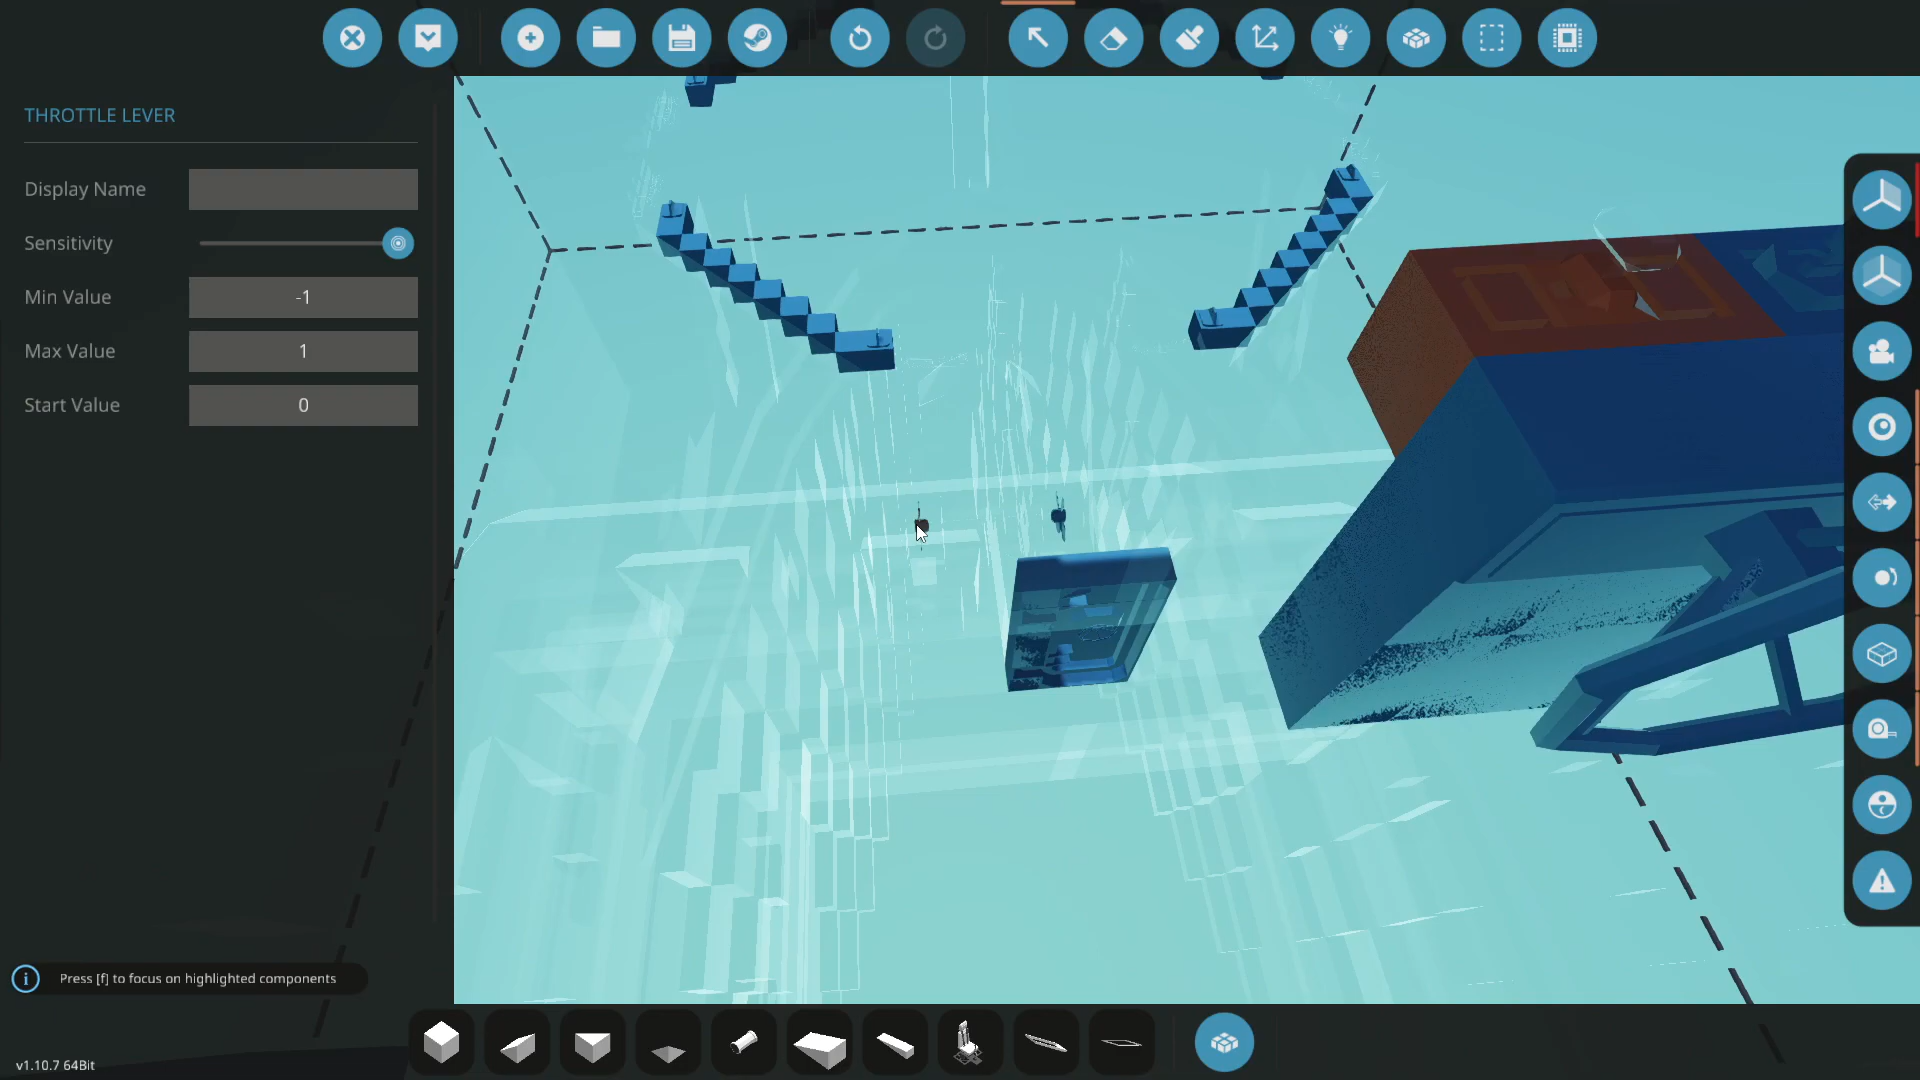 THROTTLE LEVER
Display Name
Sensitivity
Min Value -1
Max Value 1
Start Value 0
Press [f] to focus on highlighted components
v1.10.7 64Bit